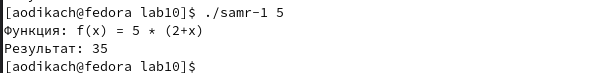 [aodikach@fedora lab10]$ ./samr-1 5
Функция: f(x) = 5 * (2+x)
Результат: 35
[aodikach@fedora lab10]$